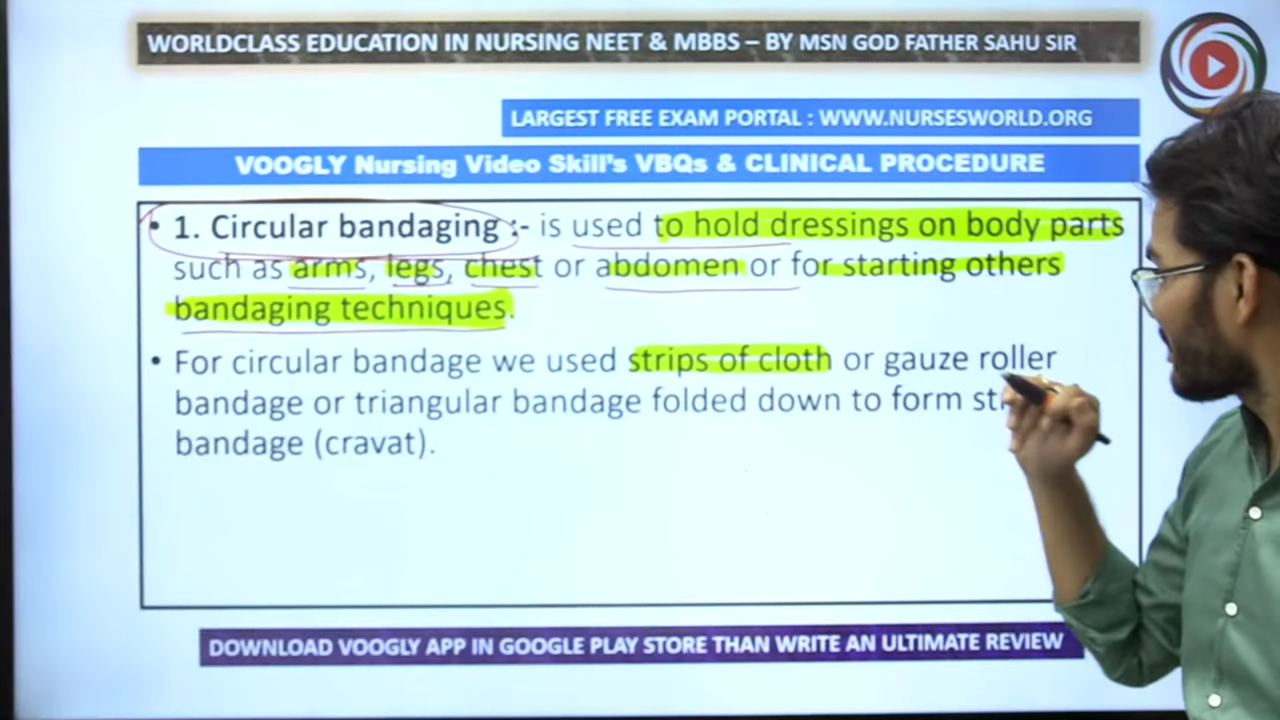 WORLDCLASS EDUCATION IN NURSING NEET & MBBS – BY MSN GOD FATHER SAHU SIR
LARGEST FREE EXAM PORTAL : WWW.NURSESWORLD.ORG
VOOGLY Nursing Video Skill's VBQs & CLINICAL PROCEDURE
• 1. Circular bandaging :- is used to hold dressings on body parts
such as arms, legs, chest or abdomen or for starting others
bandaging techniques.
• For circular bandage we used strips of cloth or gauze roller
bandage or triangular bandage folded down to form
bandage (cravat).
DOWNLOAD VOOGLY APP IN GOOGLE PLAY STORE THAN WRITE AN ULTIMATE REVIEW